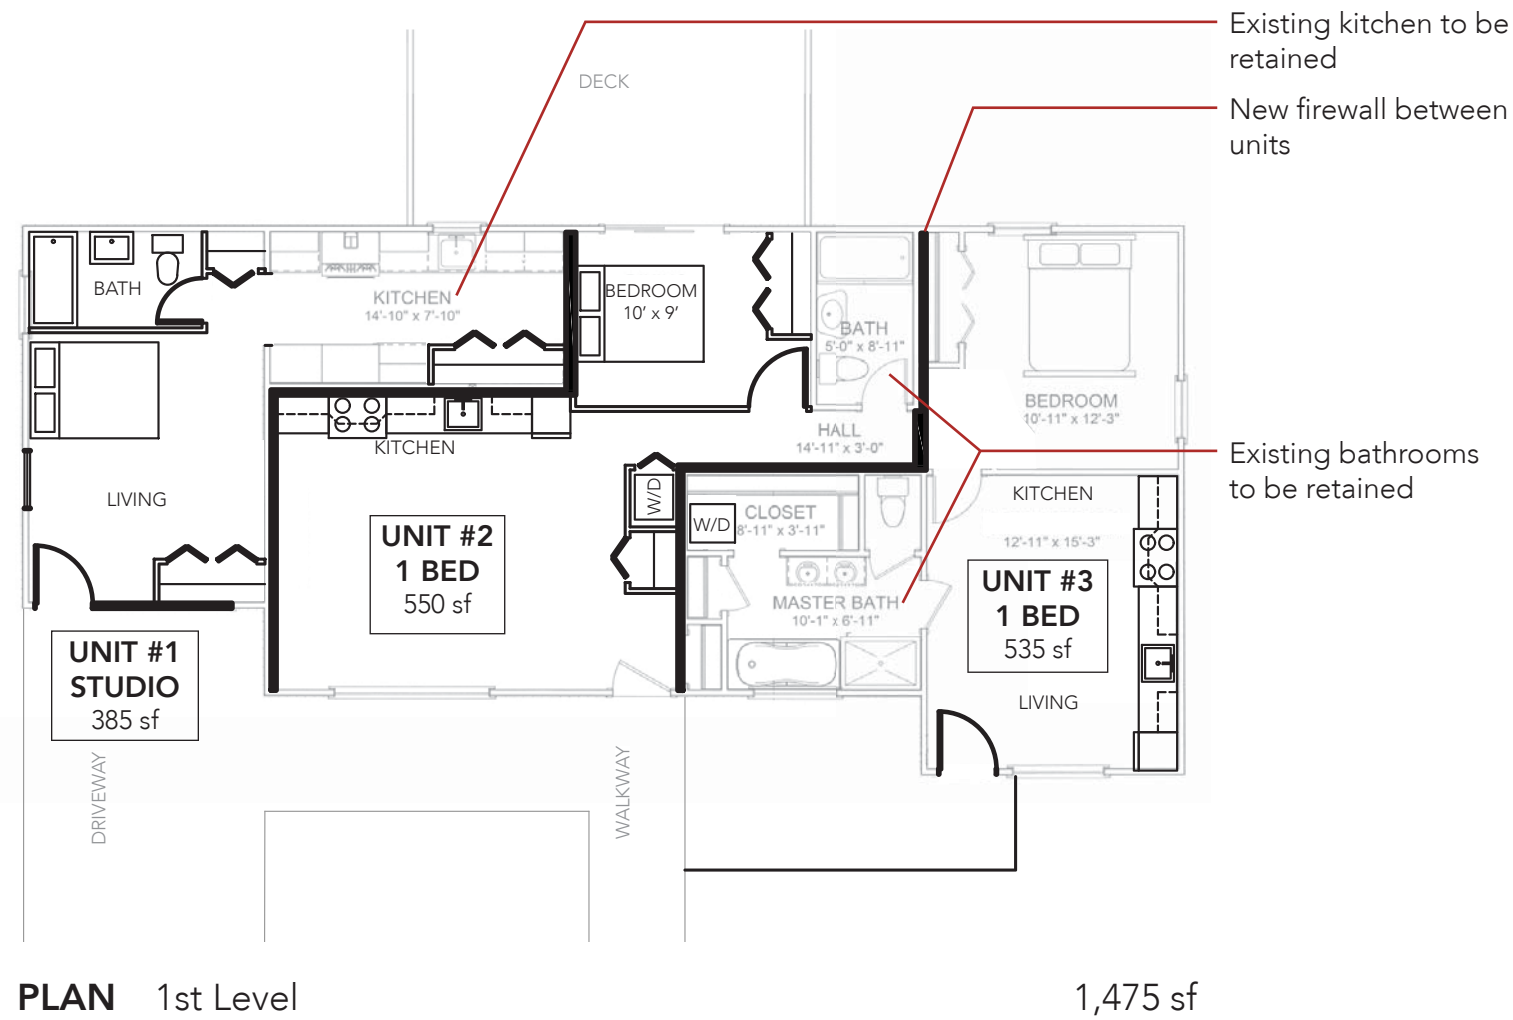 Existing kitchen to be
retained
DECK
New firewall between
units
BATH
KITCHEN
14'-10" x 7'-10"
BEDROOM
10' x 9'
BATH
5'-0" x 8'-11"
BEDROOM
10'-11" x 12'-3"
KITCHEN
HALL
14'-11" x 3'-0"
Existing bathrooms
to be retained
LIVING
W/D
W/D
CLOSET
8'-11" x 3'-11"
KITCHEN
12'-11" x 15'-3"
UNIT #2
1 BED
550 sf
UNIT #3
1 BED
535 sf
MASTER BATH
10'-1" x 6'-11"
UNIT #1
STUDIO
385 sf
LIVING
DRIVEWAY
WALKWAY
PLAN 1st Level
1,475 sf